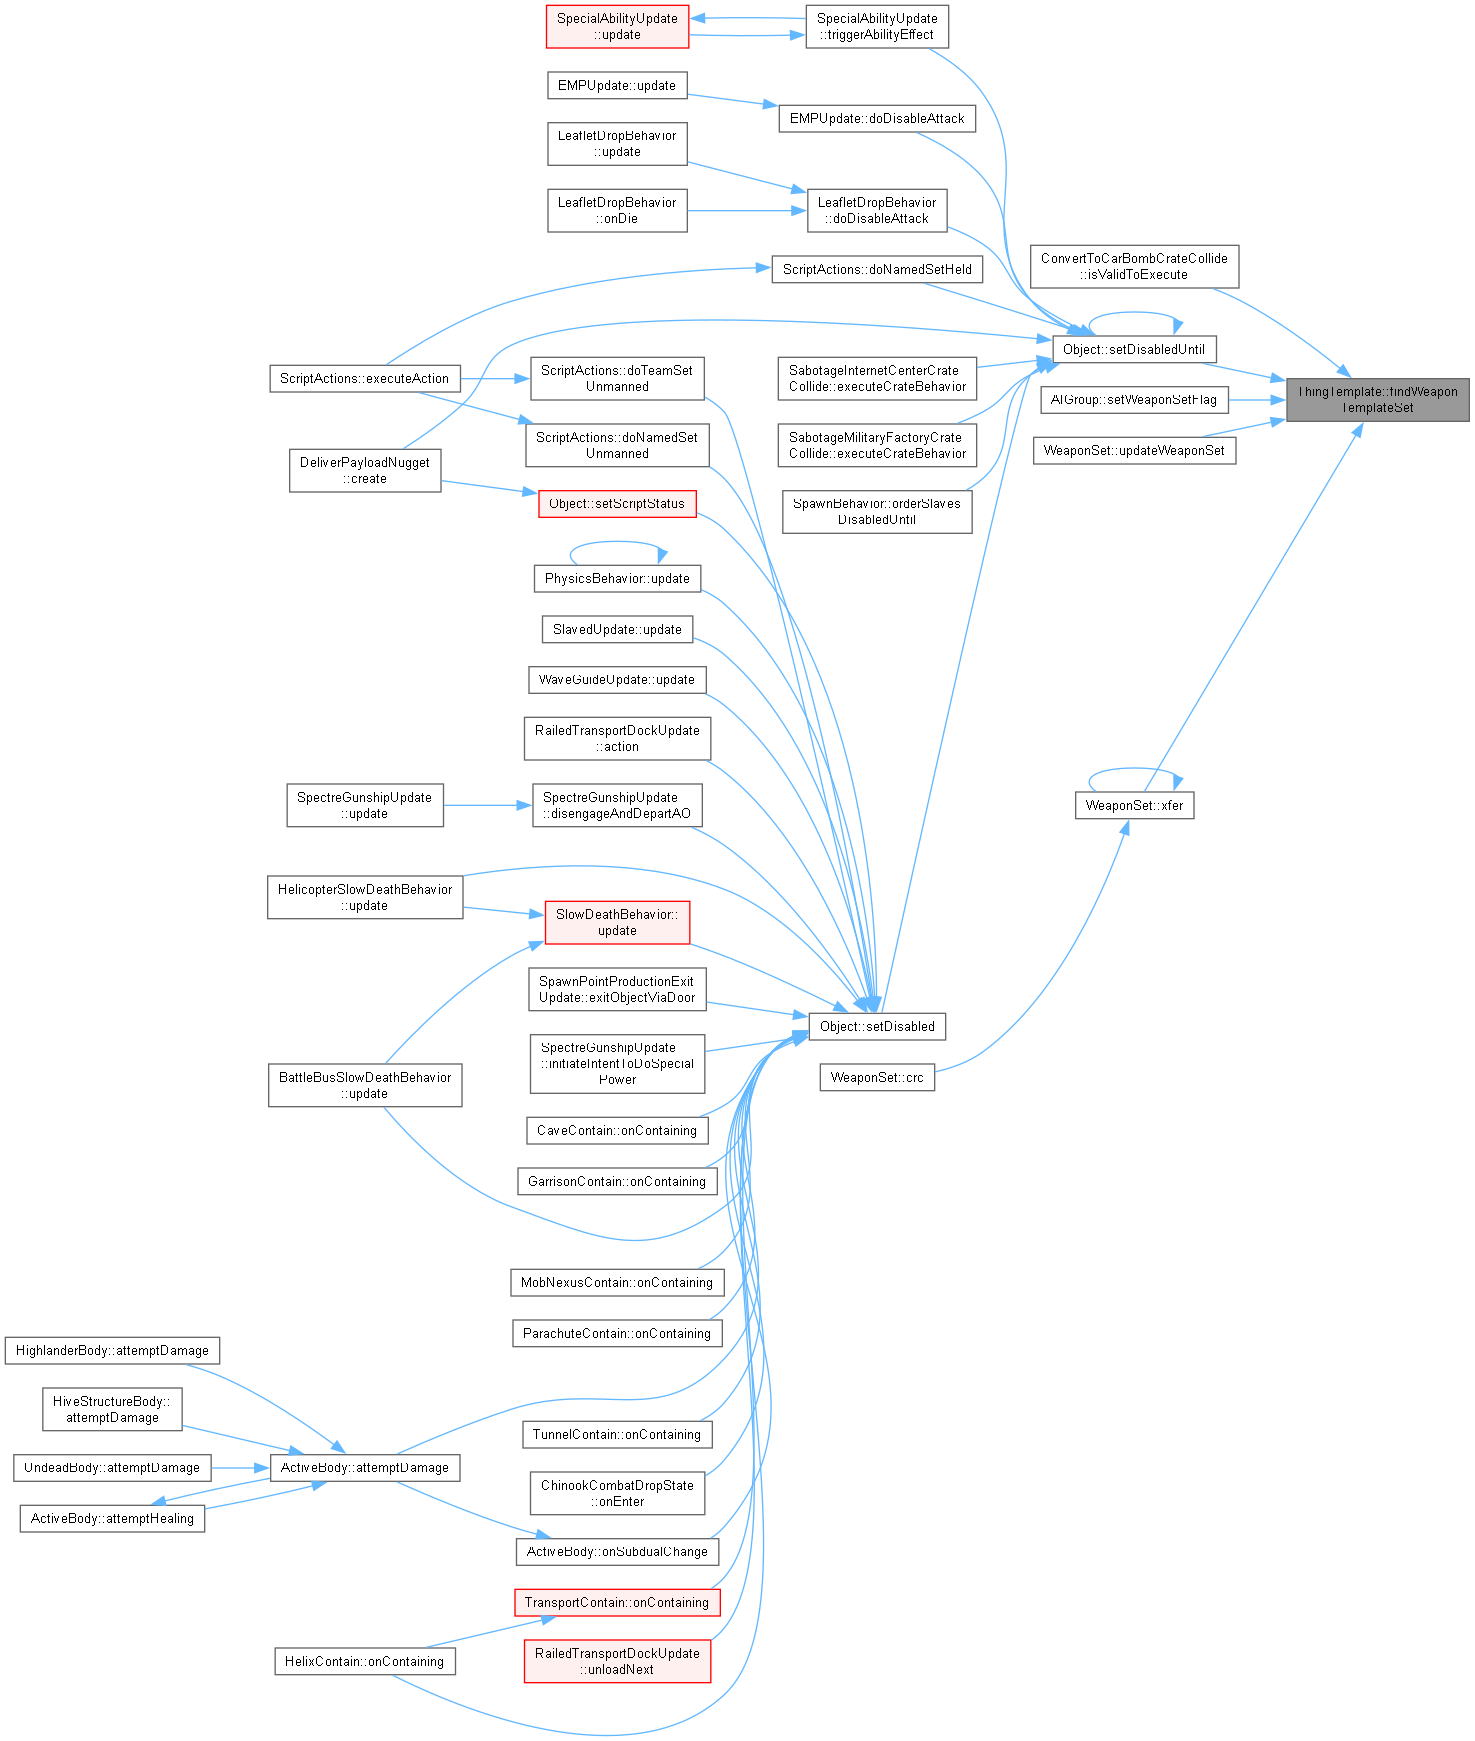 SpecialAbilityUpdate
::update
SpecialAbilityUpdate
::triggerAbilityEffect
EMPUpdate::update
EMPUpdate::doDisableAttack
LeafletDropBehavior
::update
LeafletDropBehavior
::onDie
LeafletDropBehavior
::doDisableAttack
ConvertToCarBombCrateCollide
::isValidToExecute
ScriptActions::doNamedSetHeld
Object::setDisabledUntil
ScriptActions::executeAction
ScriptActions::doTeamSet
Unmanned
SabotageInternetCenterCrate
Collide::executeCrateBehavior
AIGroup::setWeaponSetFlag
ThingTemplate::findWeapon
TemplateSet
ScriptActions::doNamedSet
Unmanned
SabotageMilitaryFactoryCrate
Collide::executeCrateBehavior
WeaponSet::updateWeaponSet
DeliverPayloadNugget
::create
Object::setScriptStatus
SpawnBehavior::orderSlaves
DisabledUntil
PhysicsBehavior::update
SlavedUpdate::update
WaveGuideUpdate::update
RailedTransportDockUpdate
::action
SpectreGunshipUpdate
::update
SpectreGunshipUpdate
::disengageAndDepartAO
WeaponSet::xfer
HelicopterSlowDeathBehavior
::update
SlowDeathBehavior::
update
SpawnPointProductionExit
Update::exitObjectViaDoor
Object::setDisabled
SpectreGunshipUpdate
::initiateIntentToDoSpecial
Power
BattleBusSlowDeathBehavior
::update
WeaponSet::crc
CaveContain::onContaining
GarrisonContain::onContaining
MobNexusContain::onContaining
ParachuteContain::onContaining
HighlanderBody::attemptDamage
HiveStructureBody::
attemptDamage
TunnelContain::onContaining
UndeadBody::attemptDamage
ActiveBody::attemptDamage
ChinookCombatDropState
::onEnter
ActiveBody::attemptHealing
ActiveBody::onSubdualChange
TransportContain::onContaining
HelixContain::onContaining
RailedTransportDockUpdate
::unloadNext